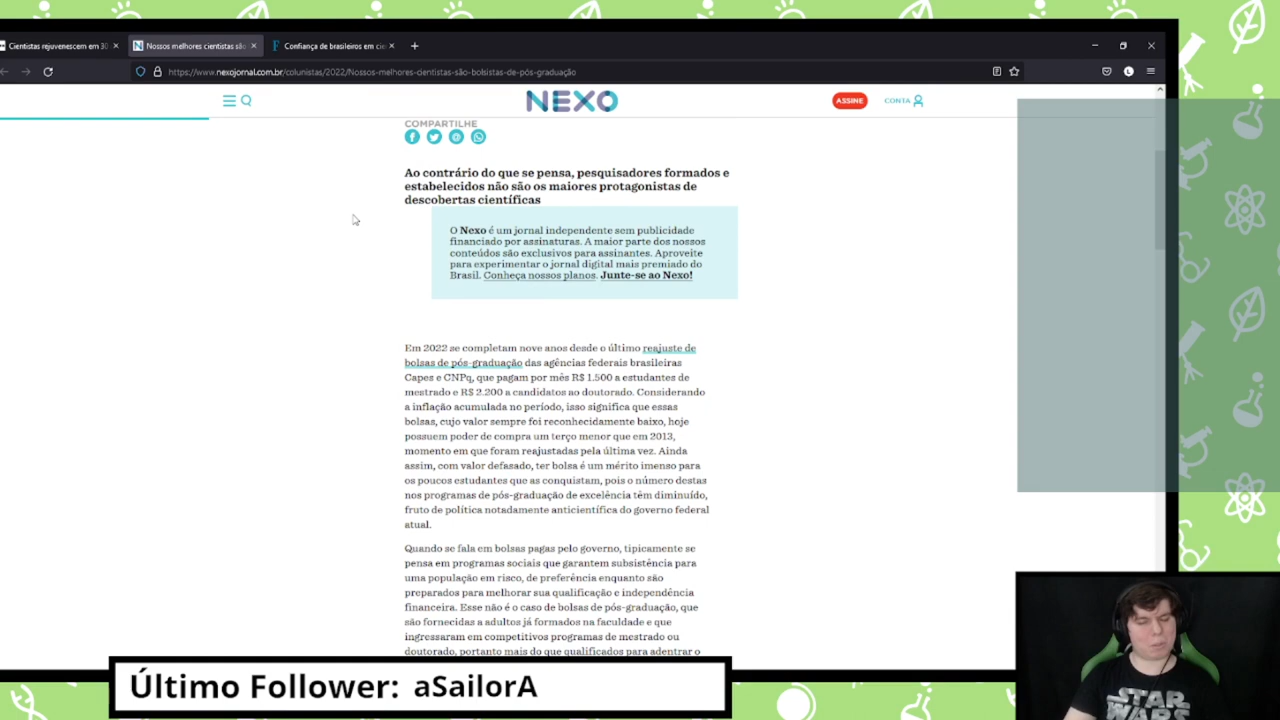 Cientistas rejuvenescem em 30
Nossos melhores cientistas são
Confiança de brasileiros em cie
https://www.nexojornal.com.br/colunistas/2022/Nossos-melhores-cientistas-são-bolsistas-de-pós-graduação
NEXO
ASSINE
CONTA
COMPARTILHE
Ao contrário do que se pensa, pesquisadores formados e
estabelecidos não são os maiores protagonistas de
descobertas científicas
O Nexo é um jornal independente sem publicidade
financiado por assinaturas. A maior parte dos nossos
conteúdos são exclusivos para assinantes. Aproveite
para experimentar o jornal digital mais premiado do
Brasil. Conheça nossos planos. Junte-se ao Nexo!
Em 2022 se completam nove anos desde o último reajuste de
bolsas de pós-graduação das agências federais brasileiras
Capes e CNPq, que pagam por mês R$ 1.500 a estudantes de
mestrado e R$ 2.200 a candidatos ao doutorado. Considerando
a inflação acumulada no período, isso significa que essas
bolsas, cujo valor sempre foi reconhecidamente baixo, hoje
possuem poder de compra um terço menor que em 2013,
momento em que foram reajustadas pela última vez. Ainda
assim, com valor defasado, ter bolsa é um mérito imenso para
os poucos estudantes que as conquistam, pois o número destas
nos programas de pós-graduação de excelência têm diminuído,
fruto de política notadamente anticientífica do governo federal
atual.
Quando se fala em bolsas pagas pelo governo, tipicamente se
pensa em programas sociais que garantem subsistência para
uma população em risco, de preferência enquanto são
preparados para melhorar sua qualificação e independência
financeira. Esse não é o caso de bolsas de pós-graduação, que
são fornecidas a adultos já formados na faculdade e que
ingressaram em competitivos programas de mestrado ou
doutorado, portanto mais do que qualificados para adentrar o
Último Follower: aSailorA
STAR
WARS